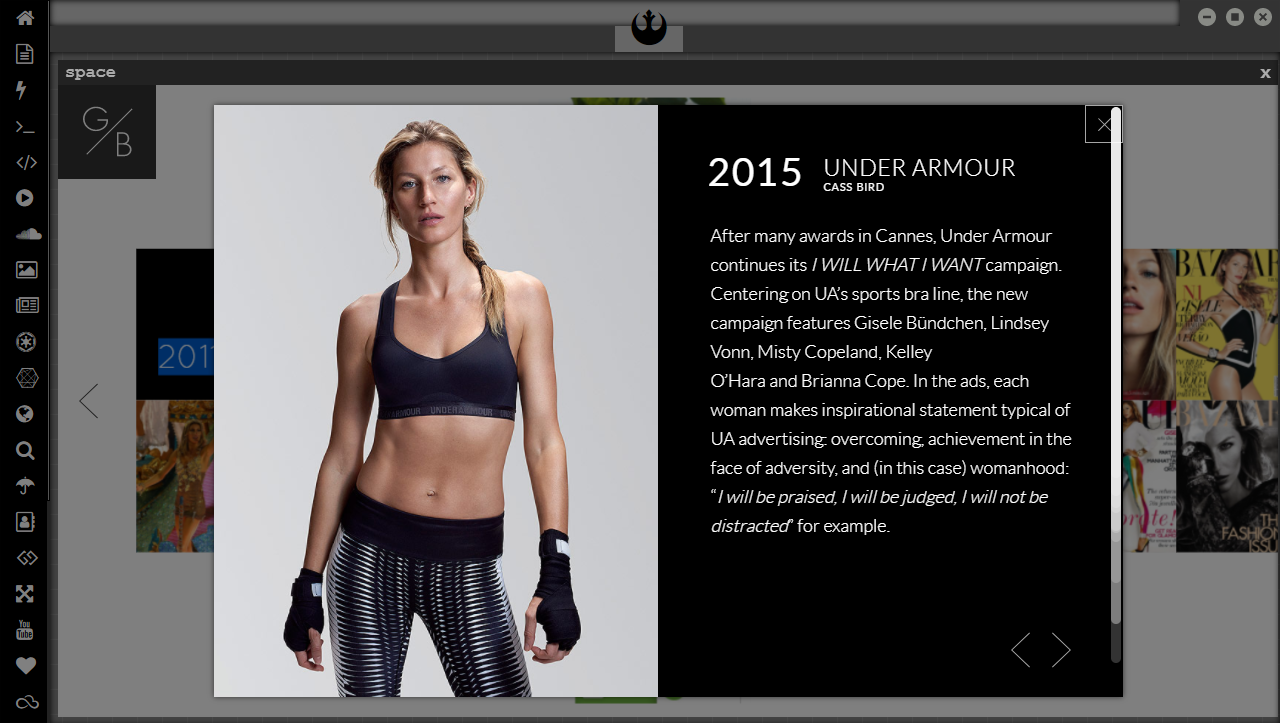 space
x
G/B
2015 UNDER ARMOUR
CASS BIRD
After many awards in Cannes, Under Armour
continues its I WILL WHAT I WANT campaign.
Centering on UA’s sports bra line, the new
campaign features Gisele Bündchen, Lindsey
Vonn, Misty Copeland, Kelley
O’Hara and Brianna Cope. In the ads, each
woman makes inspirational statement typical of
UA advertising: overcoming, achievement in the
face of adversity, and (in this case) womanhood:
“I will be praised, I will be judged, I will not be
distracted” for example.
UNDER ARMOUR
201
BAZAAR
GISELE
VERÃO
You
Tube